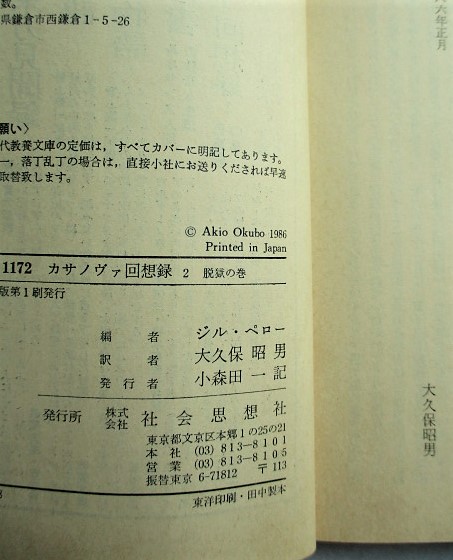 数。
県鎌倉市西鎌倉1-5-26
願い〉
代教養文庫の定価は，すべてカバーに明記してあります。
一，落丁乱丁の場合は，直接小社にお送りくだされば早速
取替致します。
© Akio Okubo 1986
Printed in Japan
1172 カサノヴァ回想録 2 脱獄の巻
版第1刷発行
編者 ジル・ペロー
訳者 大久保昭男
発行者 小森田一記
発行所 株式会社 社会思想社
東京都文京区本郷1の25の21
本社 (03) 813-8101
営業 (03) 813-8105
振替東京 6-71812 〒113
東洋印刷・田中製本
六年正月
大久保昭男